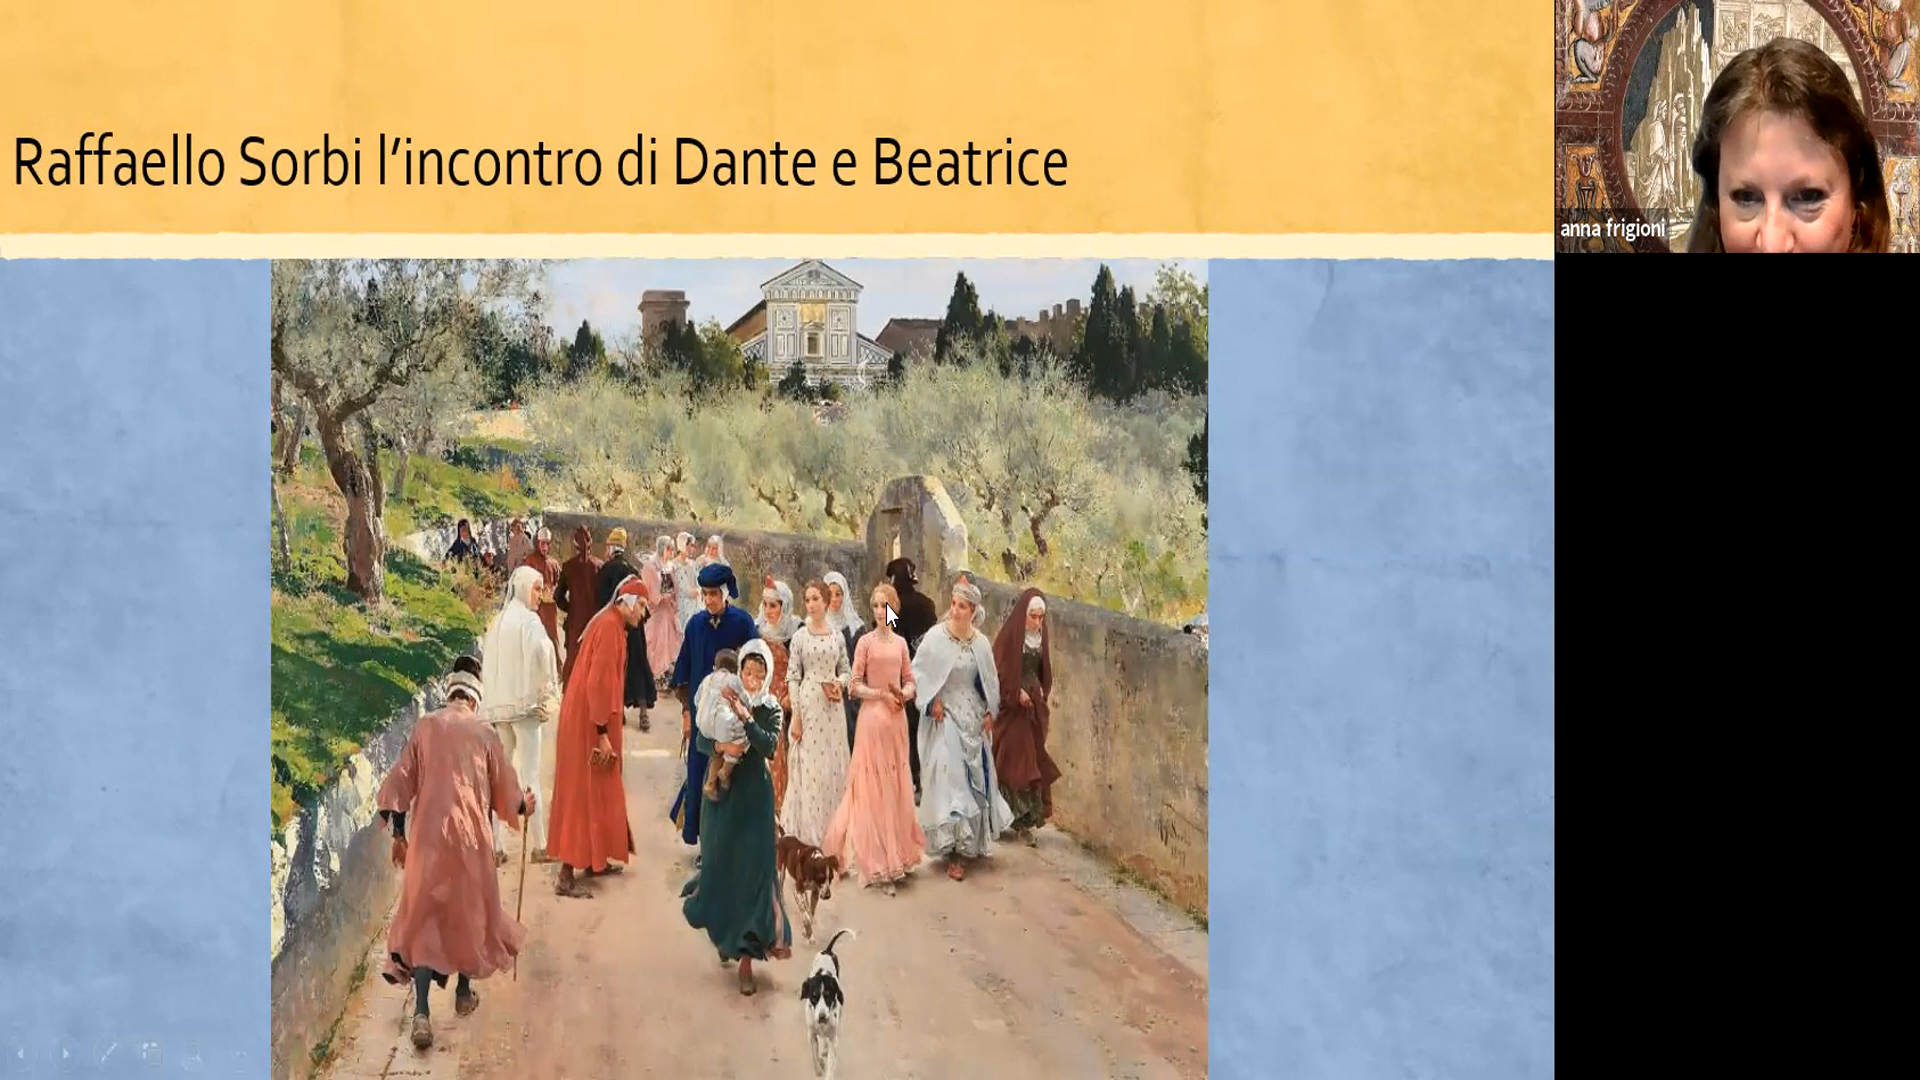 Raffaello Sorbi l’incontro di Dante e Beatrice
anna frigioni